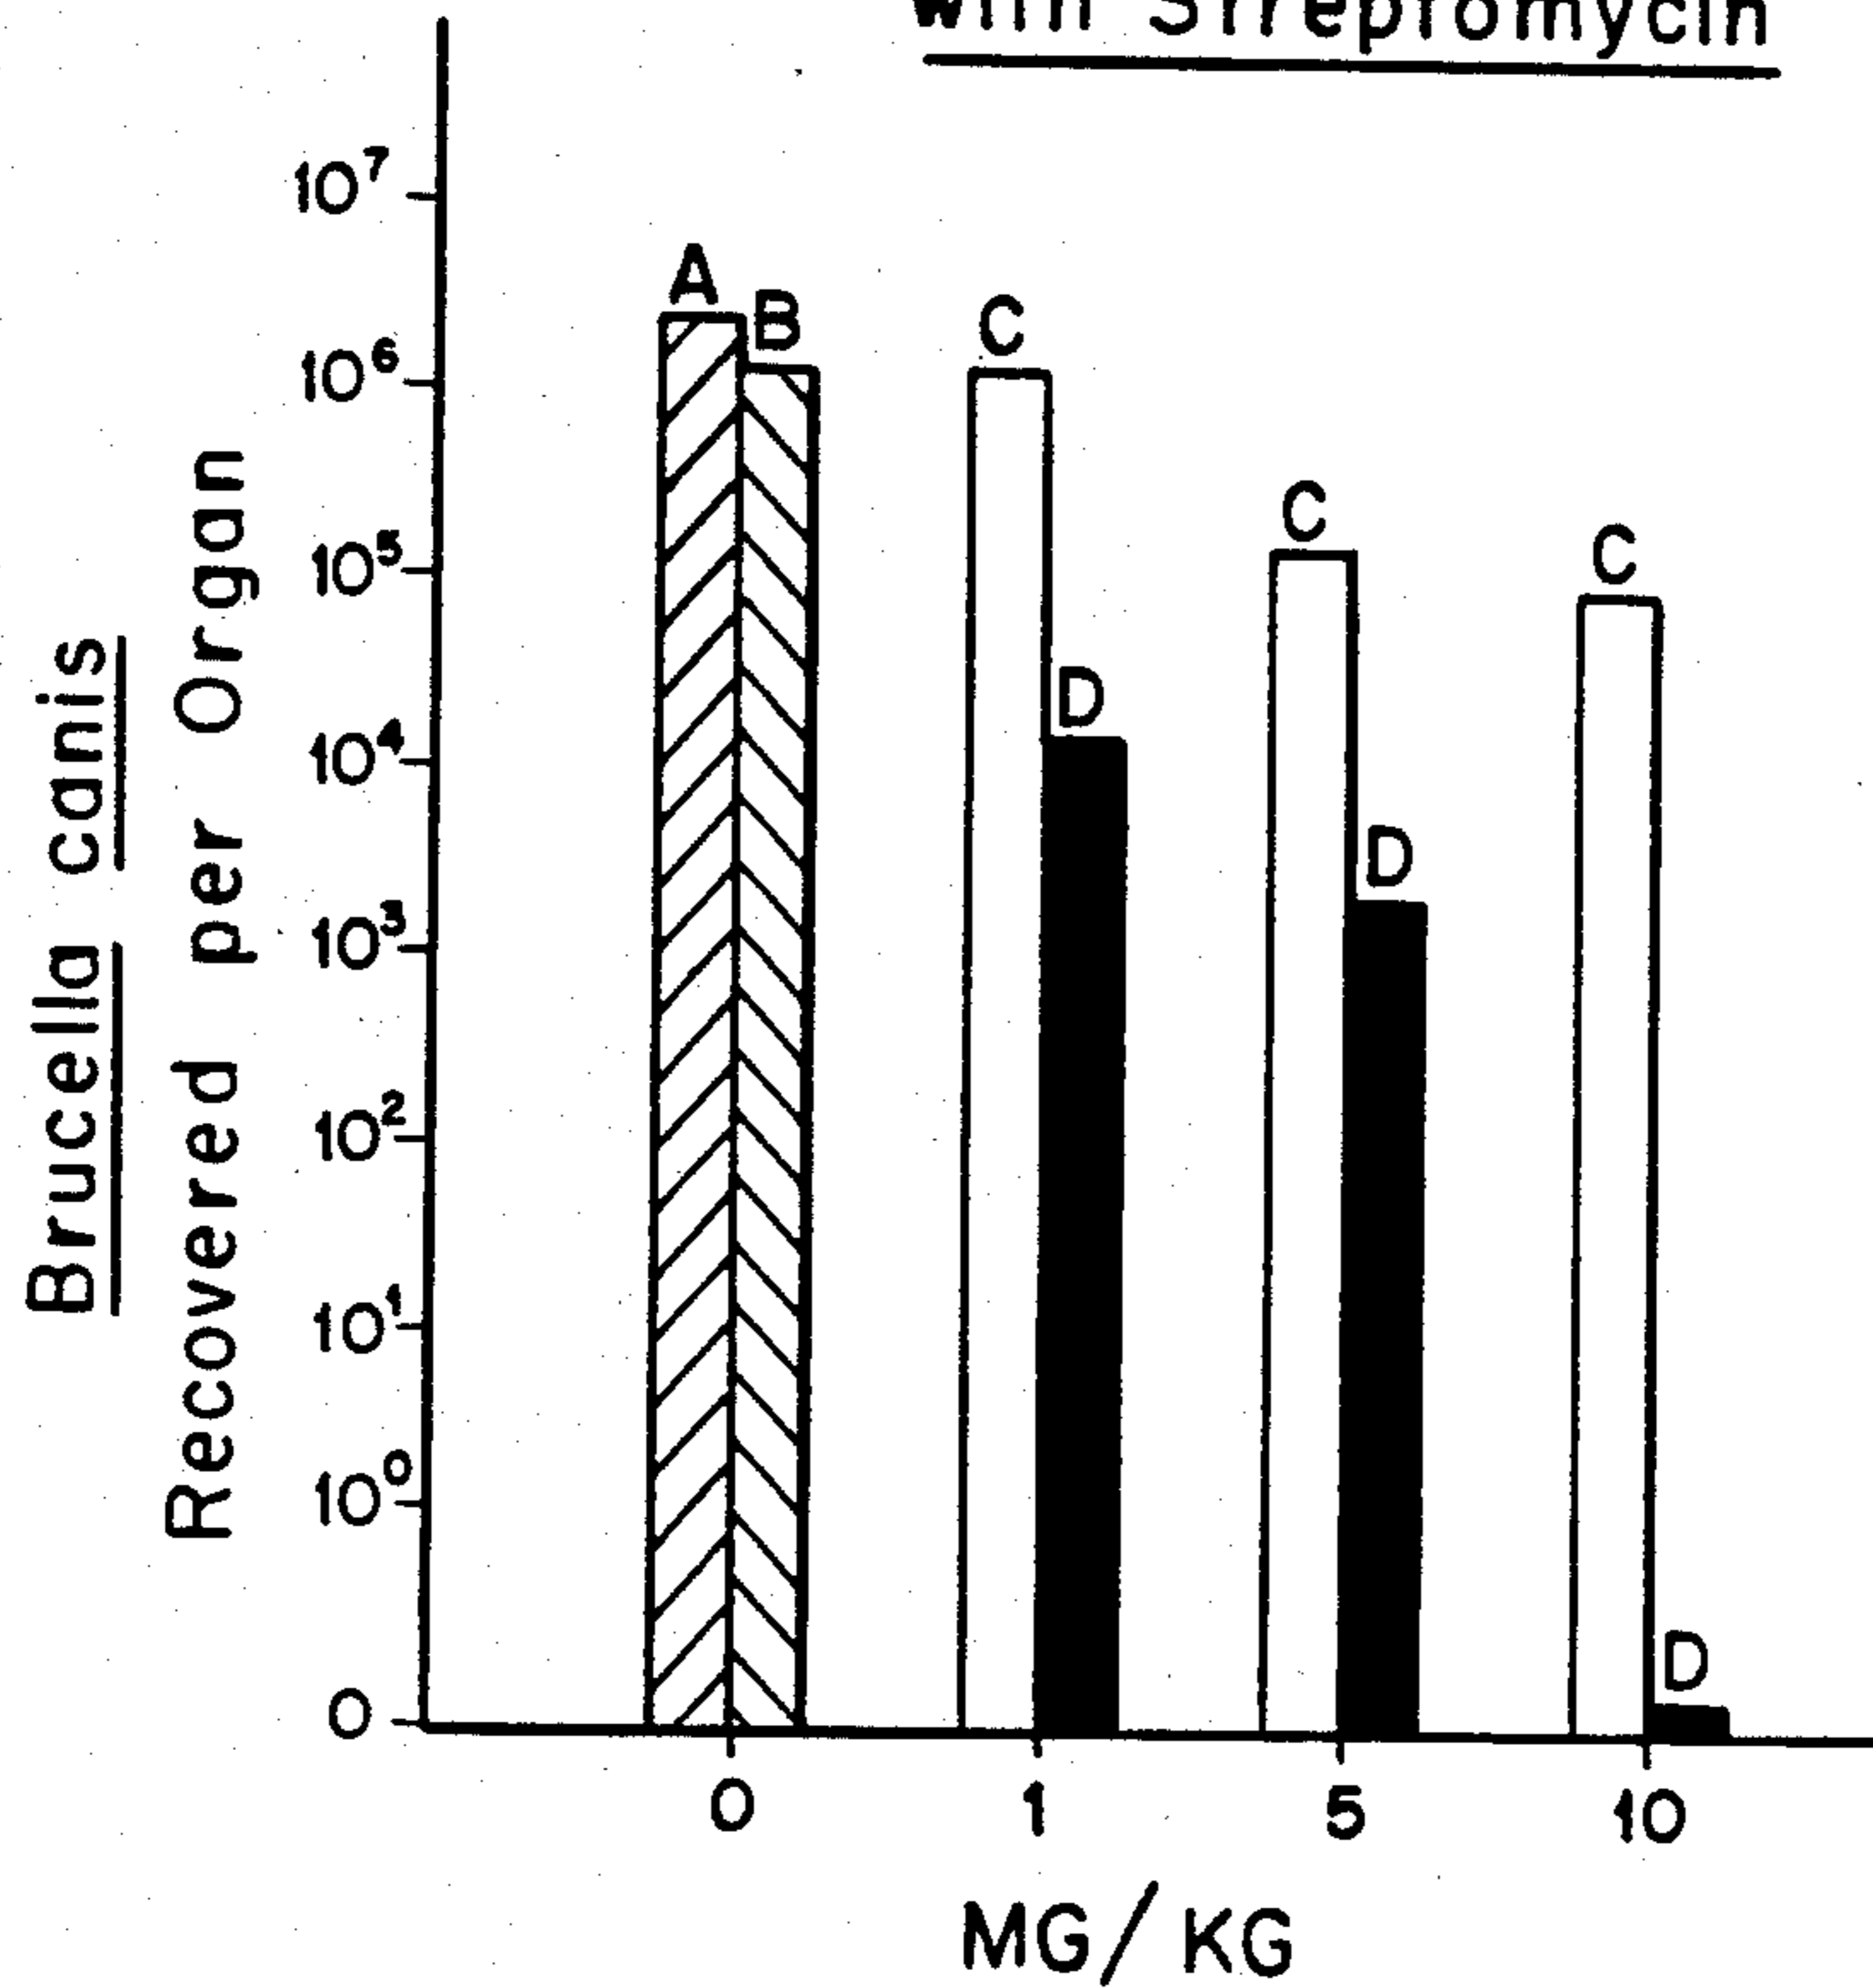 with Streptomycin
Brucella canis
Recovered per Organ
10⁷
10⁶
10⁵
10⁴
10³
10²
10¹
10⁰
0
A
B
C
D
C
D
C
D
0 1 5 10
MG/KG